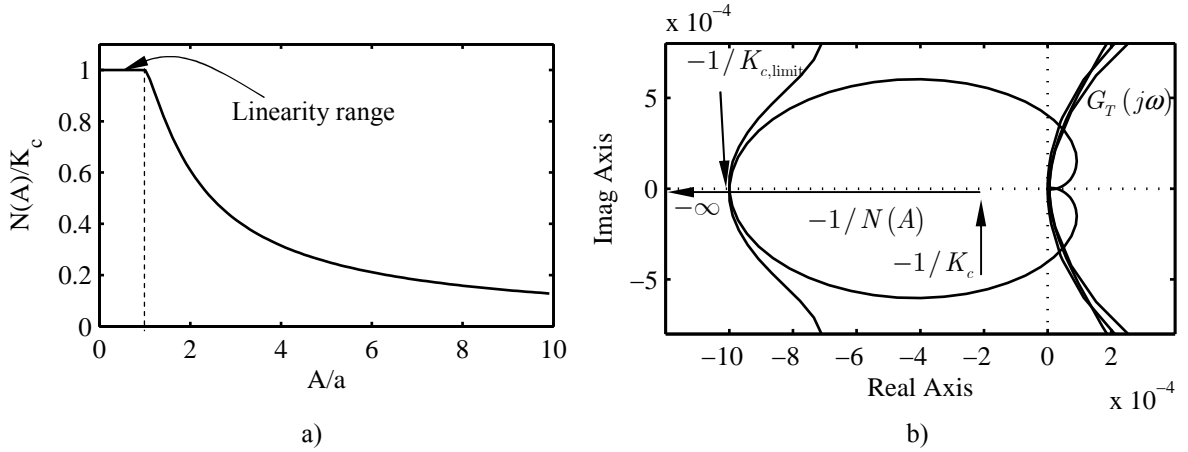 N(A)/K_c
1
0.8
0.6
0.4
0.2
0
Linearity range
0 2 4 6 8 10
A/a
a)
x 10⁻⁴
Imag Axis
5
0
−5
−1/K_{c,limit}
G_T(jω)
−∞
−1/N(A)
−1/K_c
−10 −8 −6 −4 −2 0 2
Real Axis
x 10⁻⁴
b)